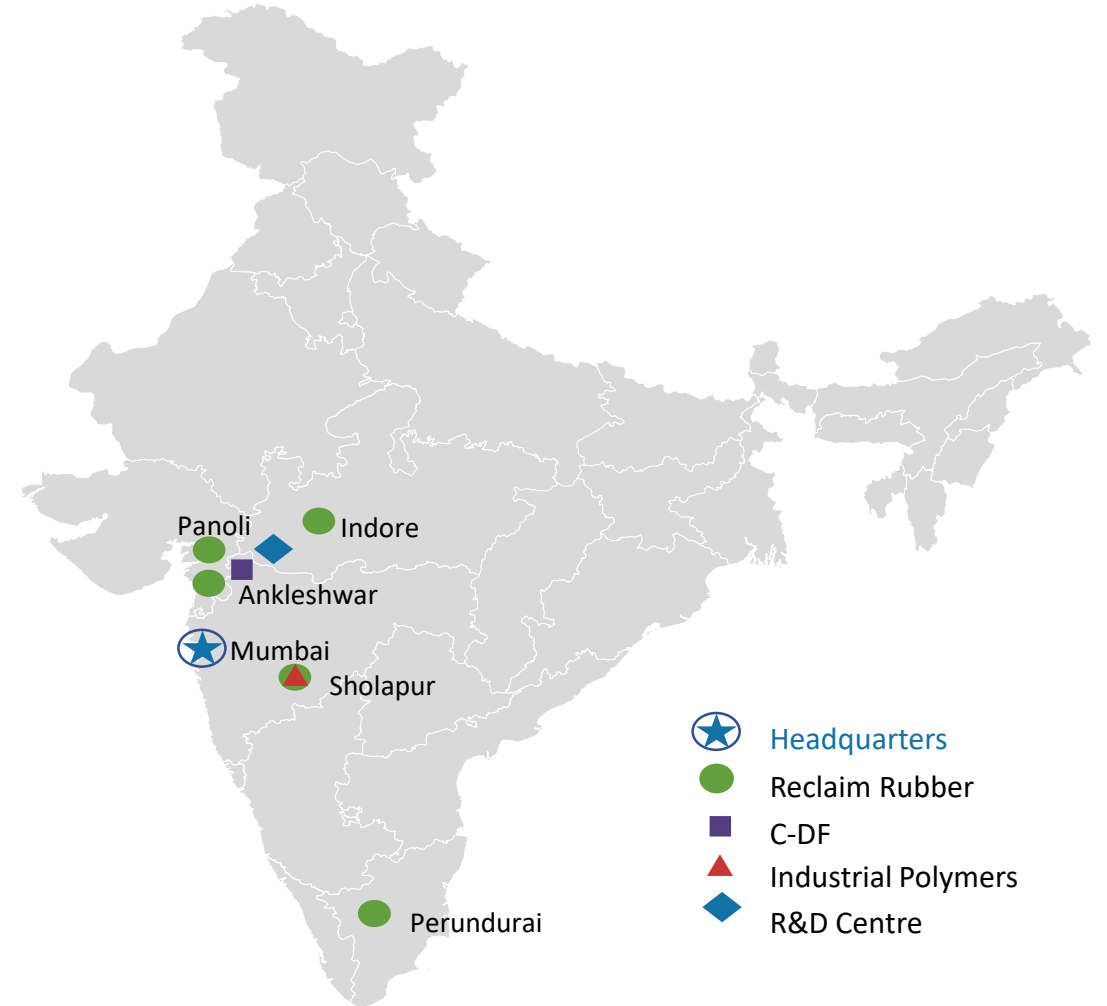 Panoli
Indore
Ankleshwar
Mumbai
Sholapur
Headquarters
Reclaim Rubber
C-DF
Industrial Polymers
Perundurai
R&D Centre